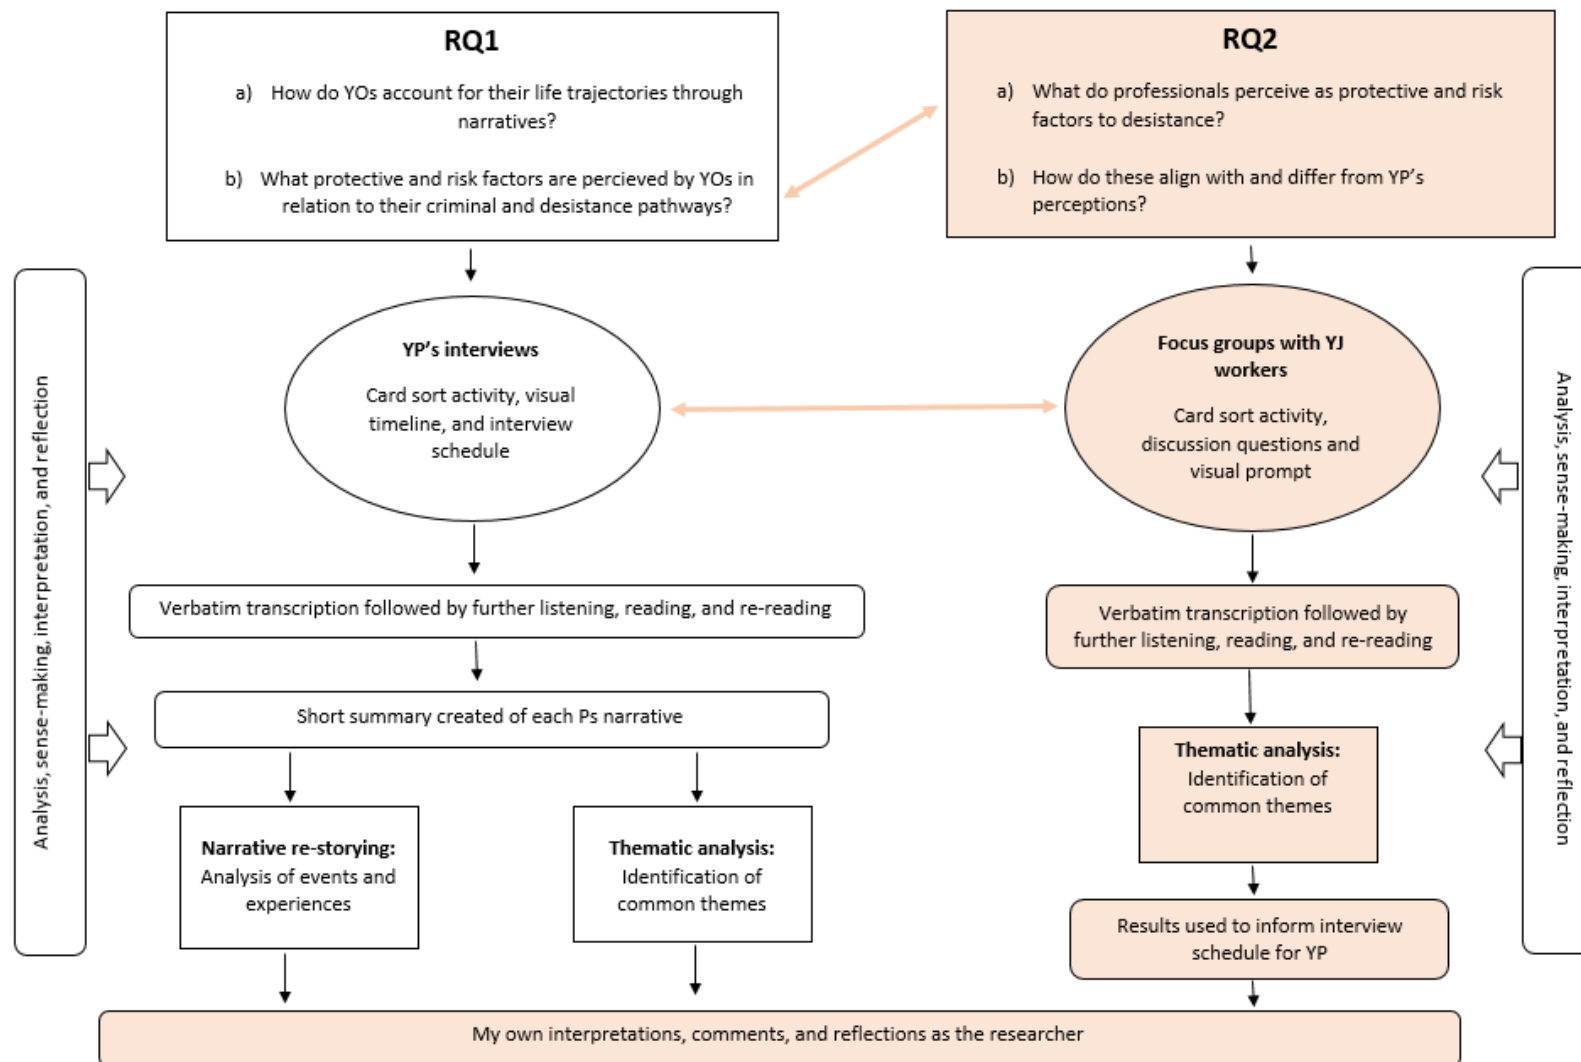 RQ1
a) How do YOs account for their life trajectories through
narratives?
b) What protective and risk factors are percieved by YOs in
relation to their criminal and desistance pathways?
RQ2
a) What do professionals perceive as protective and risk
factors to desistance?
b) How do these align with and differ from YP's
perceptions?
Analysis, sense-making, interpretation, and reflection
YP's interviews
Card sort activity, visual
timeline, and interview
schedule
Focus groups with YJ
workers
Card sort activity,
discussion questions and
visual prompt
Analysis, sense-making, interpretation, and reflection
Verbatim transcription followed by further listening, reading, and re-reading
Verbatim transcription followed by
further listening, reading, and re-reading
Short summary created of each Ps narrative
Narrative re-storying:
Analysis of events and
experiences
Thematic analysis:
Identification of
common themes
Thematic analysis:
Identification of
common themes
Results used to inform interview
schedule for YP
My own interpretations, comments, and reflections as the researcher